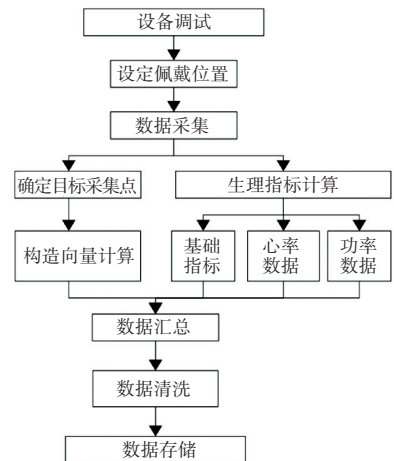 设备调试
设定佩戴位置
数据采集
确定目标采集点
生理指标计算
构造向量计算
基础
指标
心率
数据
功率
数据
数据汇总
数据清洗
数据存储